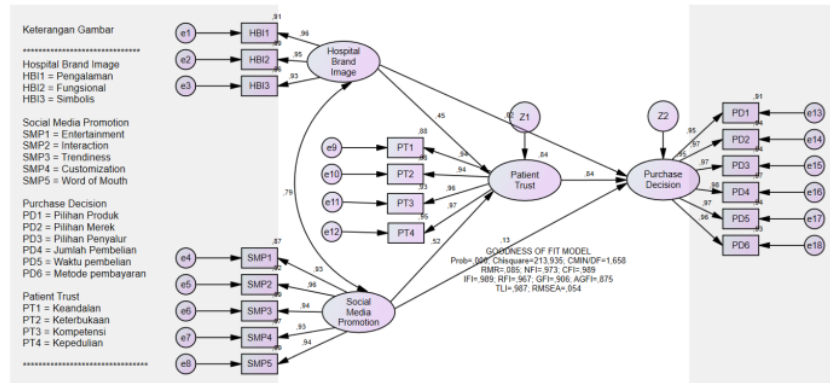 Keterangan Gambar
*******************************
Hospital Brand Image
HBI1 = Pengalaman
HBI2 = Fungsional
HBI3 = Simbolis
Social Media Promotion
SMP1 = Entertainment
SMP2 = Interaction
SMP3 = Trendiness
SMP4 = Customization
SMP5 = Word of Mouth
Purchase Decision
PD1 = Pilihan Produk
PD2 = Pilihan Merek
PD3 = Pilihan Penyalur
PD4 = Jumlah Pembelian
PD5 = Waktu pembelian
PD6 = Metode pembayaran
Patient Trust
PT1 = Keandalan
PT2 = Keterbukaan
PT3 = Kompetensi
PT4 = Kepedulian
*********************************
,91
e1
HBI1
,96
e2
HBI2
,95
e3
HBI3
,93
Hospital
Brand
Image
,79
,45
,87
e4
SMP1
,93
e5
SMP2
,96
e6
SMP3
,94
e7
SMP4
,93
e8
SMP5
,94
Social
Media
Promotion
,52
,13
,88
e9
PT1
,94
e10
PT2
,94
,93
e11
PT3
,96
,95
e12
PT4
,97
Z1
,84
Patient
Trust
,84
Z2
,95
Purchase
Decision
,91
,95
PD1
e13
,97
PD2
e14
,97
PD3
e15
,98
PD4
e16
,97
PD5
e17
,96
PD6
e18
GOODNESS OF FIT MODEL
Prob=,000; Chisquare=213,935; CMIN/DF=1,658
RMR=,085; NFI=,973; CFI=,989
IFI=,989; RFI=,967; GFI=,906; AGFI=,875
TLI=,987; RMSEA=,054